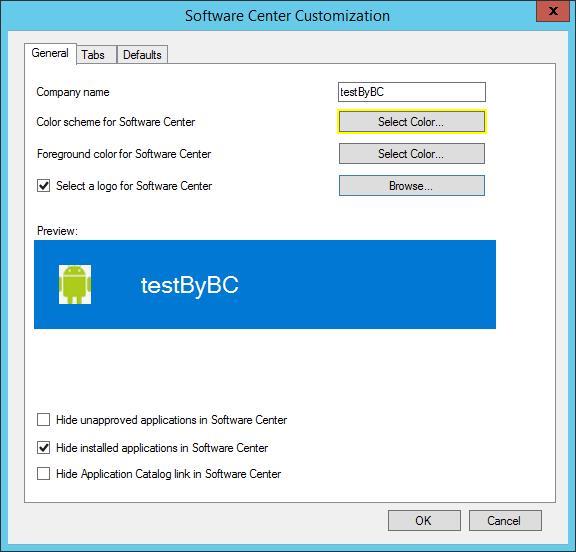 Software Center Customization
x
General Tabs Defaults
Company name testByBC
Color scheme for Software Center Select Color...
Foreground color for Software Center Select Color...
Select a logo for Software Center Browse...
Preview:
testByBC
Hide unapproved applications in Software Center
Hide installed applications in Software Center
Hide Application Catalog link in Software Center
OK Cancel